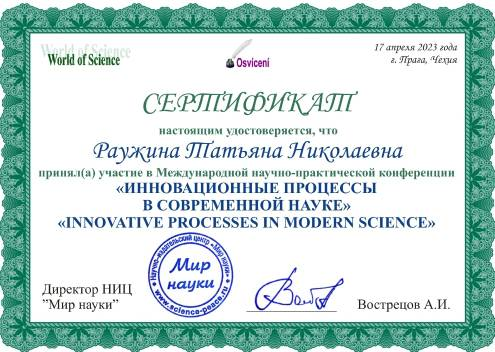 World of Science
Osviceni
17 апреля 2023 года
г. Прага, Чехия
СЕРТИФИКАТ
настоящим удостоверяется, что
Раужина Татьяна Николаевна
принял(а) участие в Международной научно-практической конференции
«ИННОВАЦИОННЫЕ ПРОЦЕССЫ
В СОВРЕМЕННОЙ НАУКЕ»
«INNOVATIVE PROCESSES IN MODERN SCIENCE»
Научно-издательский центр «Мир науки»
Мир
науки
www.science-peace.ru
Директор НИЦ
"Мир науки"
Вострецов А.И.